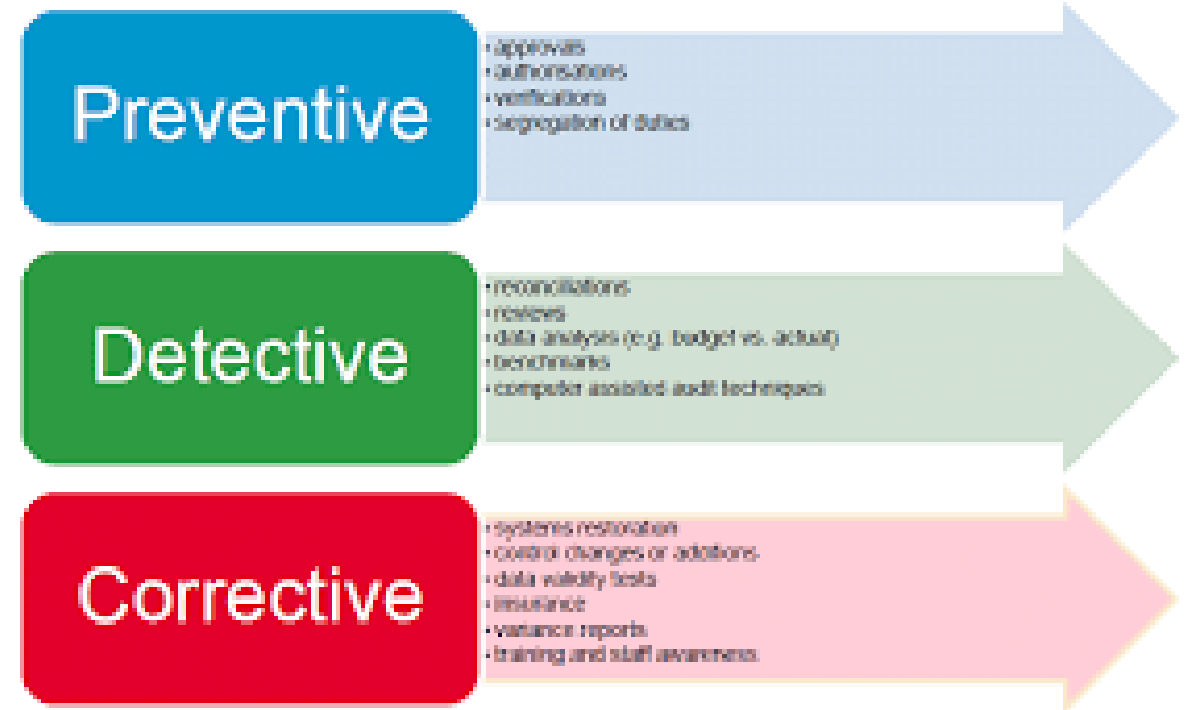 Preventive
• approvals
• authorisations
• verifications
• segregation of duties
Detective
• reconciliations
• reviews
• data analysis (e.g. budget vs. actual)
• benchmarks
• computer assisted audit techniques
Corrective
• systems restoration
• control changes or additions
• data validity tests
• insurance
• variance reports
• training and staff awareness